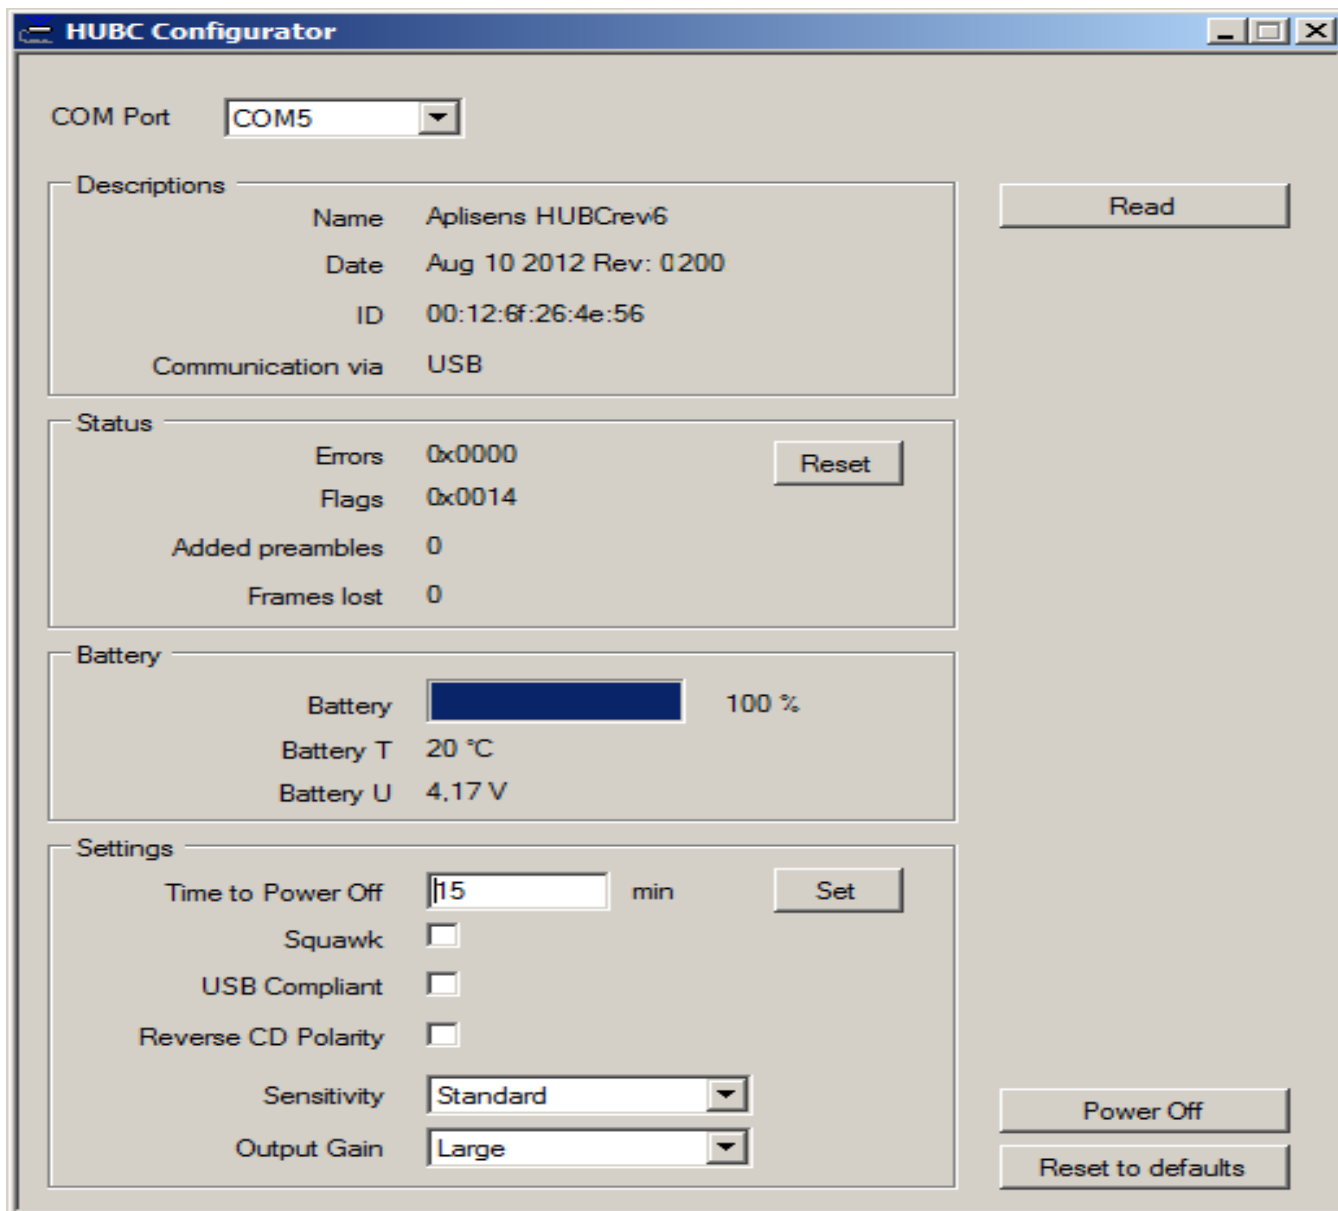 HUBC Configurator
COM Port COM5
Descriptions
Name Aplisens HUBCrev6
Read
Date Aug 10 2012 Rev: 0200
ID 00:12:6f:26:4e:56
Communication via USB
Status
Errors 0x0000
Reset
Flags 0x0014
Added preambles 0
Frames lost 0
Battery
Battery 100 %
Battery T 20 °C
Battery U 4,17 V
Settings
Time to Power Off 15 min Set
Squawk
USB Compliant
Reverse CD Polarity
Sensitivity Standard
Power Off
Output Gain Large
Reset to defaults